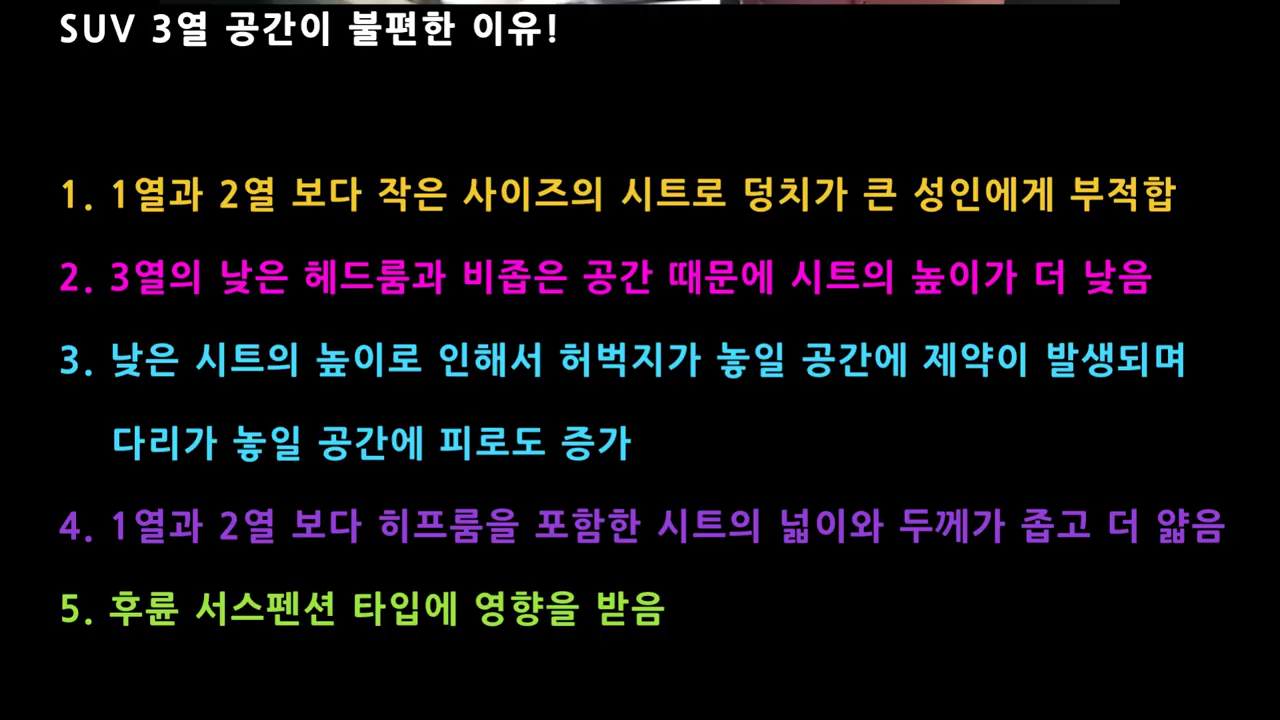 SUV 3열 공간이 불편한 이유!
1. 1열과 2열 보다 작은 사이즈의 시트로 덩치가 큰 성인에게 부적합
2. 3열의 낮은 헤드룸과 비좁은 공간 때문에 시트의 높이가 더 낮음
3. 낮은 시트의 높이로 인해서 허벅지가 놓일 공간에 제약이 발생되며
다리가 놓일 공간에 피로도 증가
4. 1열과 2열 보다 히프룸을 포함한 시트의 넓이와 두께가 좁고 더 얇음
5. 후륜 서스펜션 타입에 영향을 받음